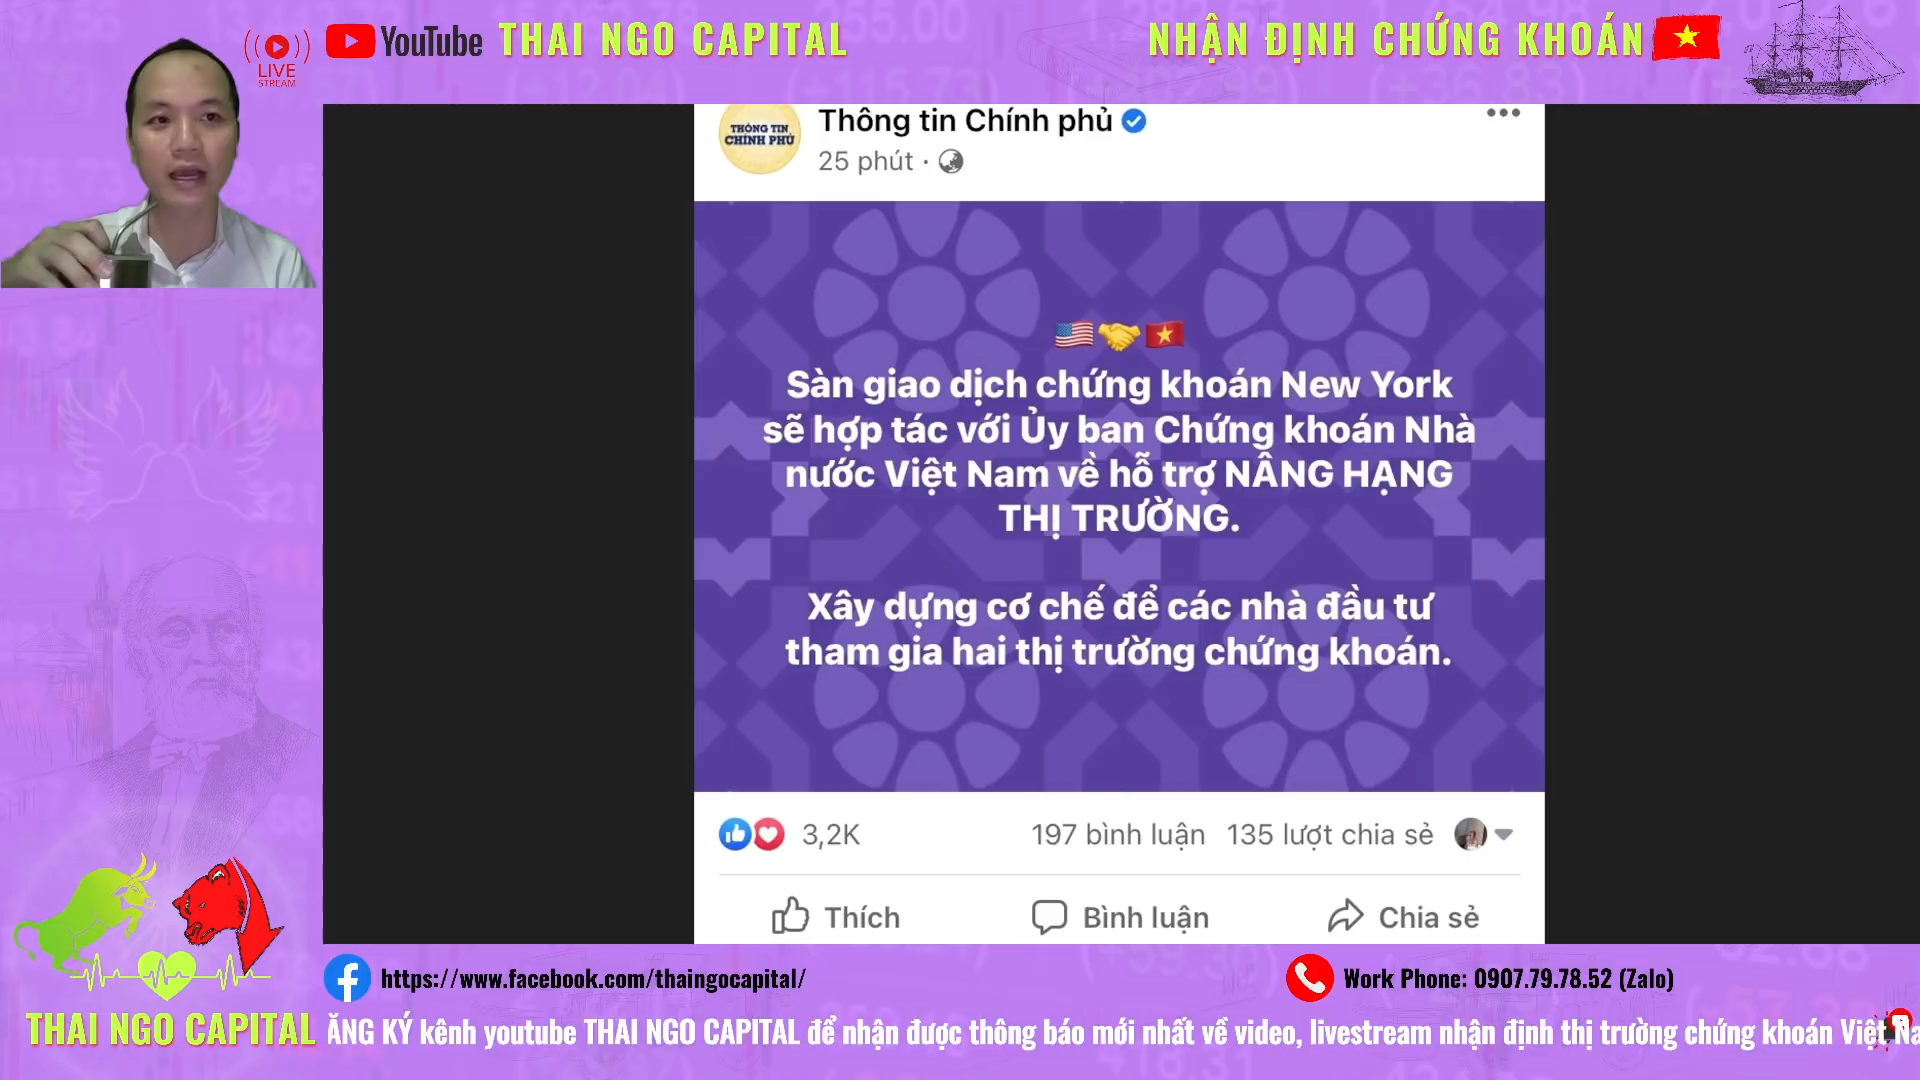 LIVE
STREAM
YouTube THAI NGO CAPITAL
NHẬN ĐỊNH CHỨNG KHOÁN
THÔNG TIN
CHÍNH PHỦ
Thông tin Chính phủ
25 phút ·
Sàn giao dịch chứng khoán New York
sẽ hợp tác với Ủy ban Chứng khoán Nhà
nước Việt Nam về hỗ trợ NÂNG HẠNG
THỊ TRƯỜNG.
Xây dựng cơ chế để các nhà đầu tư
tham gia hai thị trường chứng khoán.
3,2K
197 bình luận 135 lượt chia sẻ
Thích
Bình luận
Chia sẻ
https://www.facebook.com/thaingocapital/
Work Phone: 0907.79.78.52 (Zalo)
THAI NGO CAPITAL
ĂNG KÝ kênh youtube THAI NGO CAPITAL để nhận được thông báo mới nhất về video, livestream nhận định thị trường chứng khoán Việt Na